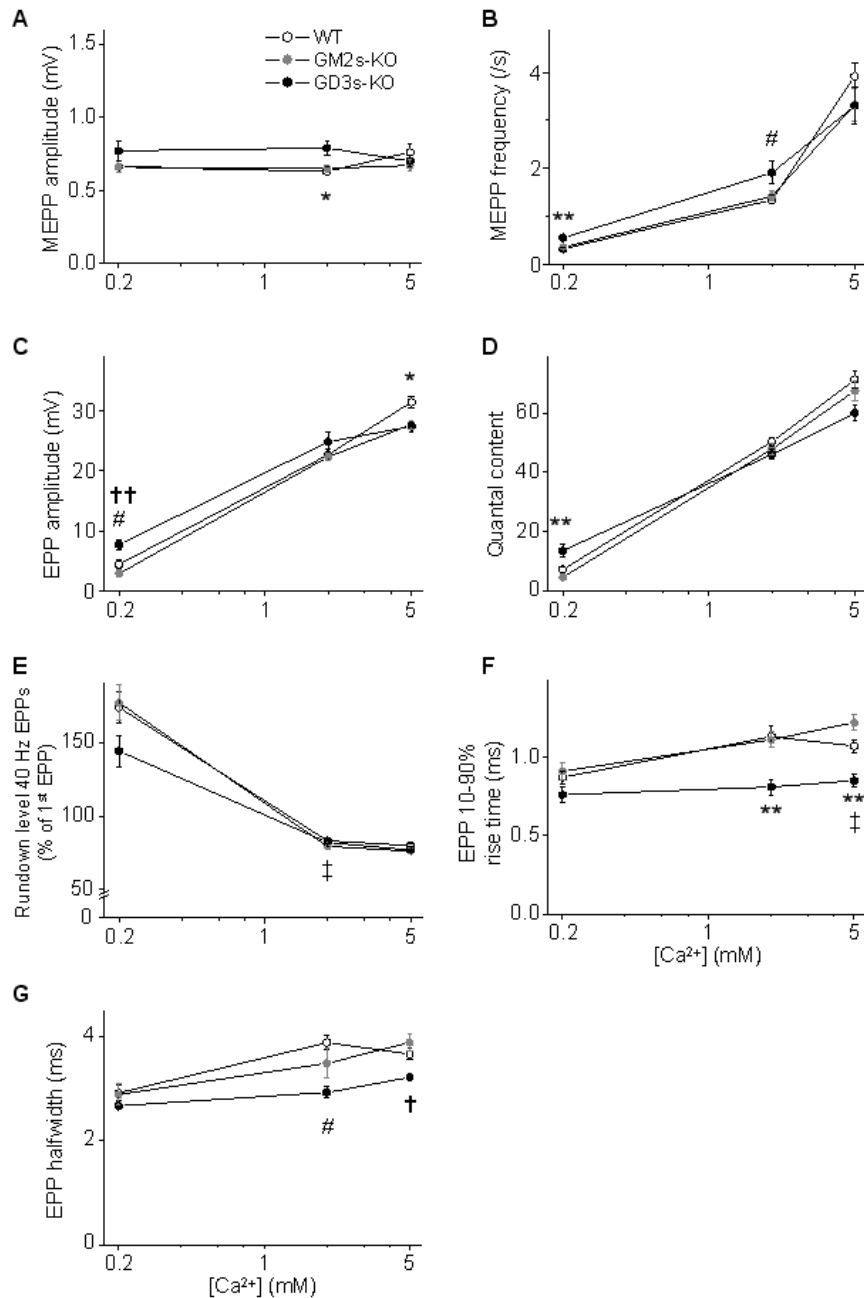 A
WT
GM2s-KO
GD3s-KO
MEPP amplitude (mV)
1.5
1.0
0.5
0.0
*
0.2
1
5
B
MEPP frequency (/s)
4
2
0
**
#
0.2
1
5
C
EPP amplitude (mV)
30
20
10
0
††
#
*
0.2
1
5
D
Quantal content
60
40
20
0
**
0.2
1
5
E
Rundown level 40 Hz EPPs
(% of 1st EPP)
150
100
50
0
‡
0.2
1
5
F
EPP 10-90%
rise time (ms)
1.0
0.5
0.0
**
**
‡
0.2
1
5
[Ca²⁺] (mM)
G
EPP halfwidth (ms)
4
2
0
#
†
0.2
1
5
[Ca²⁺] (mM)